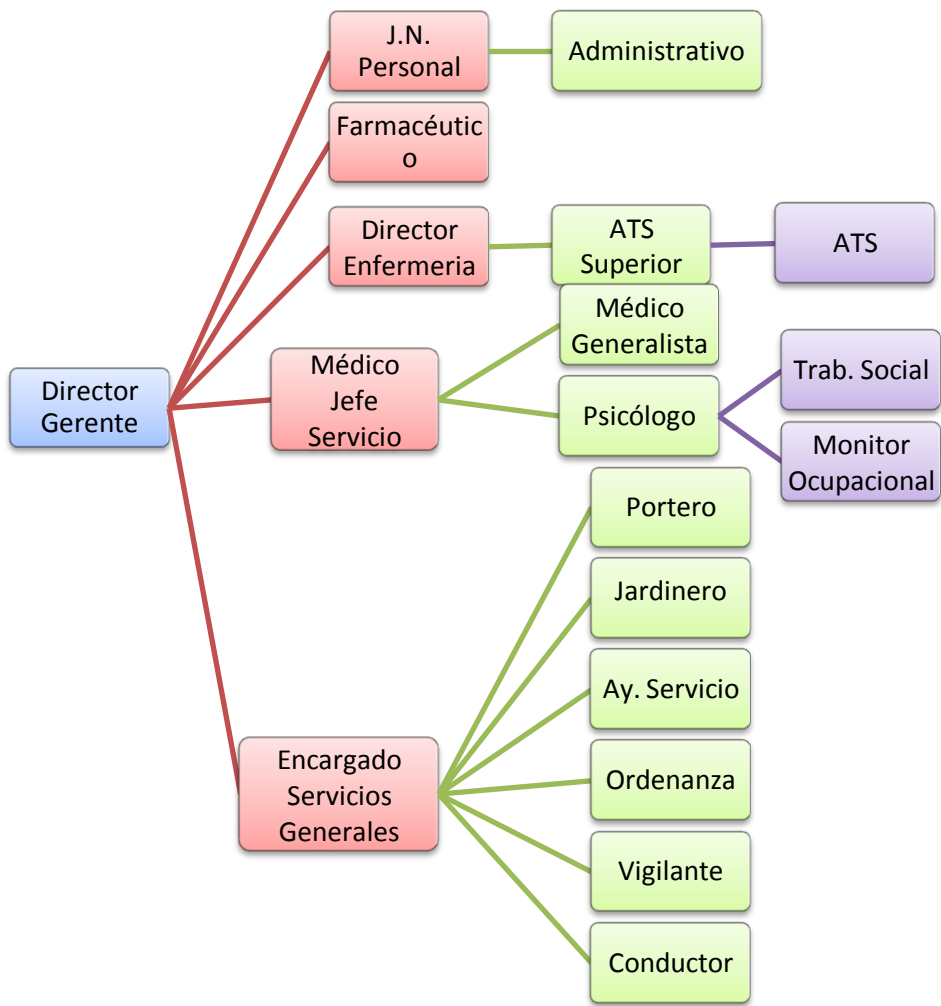 J.N.
Personal
Administrativo
Farmacéutic
o
Director
Enfermeria
ATS
Superior
ATS
Médico
Generalista
Médico
Jefe
Servicio
Director
Gerente
Psicólogo
Trab. Social
Monitor
Ocupacional
Portero
Jardinero
Ay. Servicio
Encargado
Servicios
Generales
Ordenanza
Vigilante
Conductor